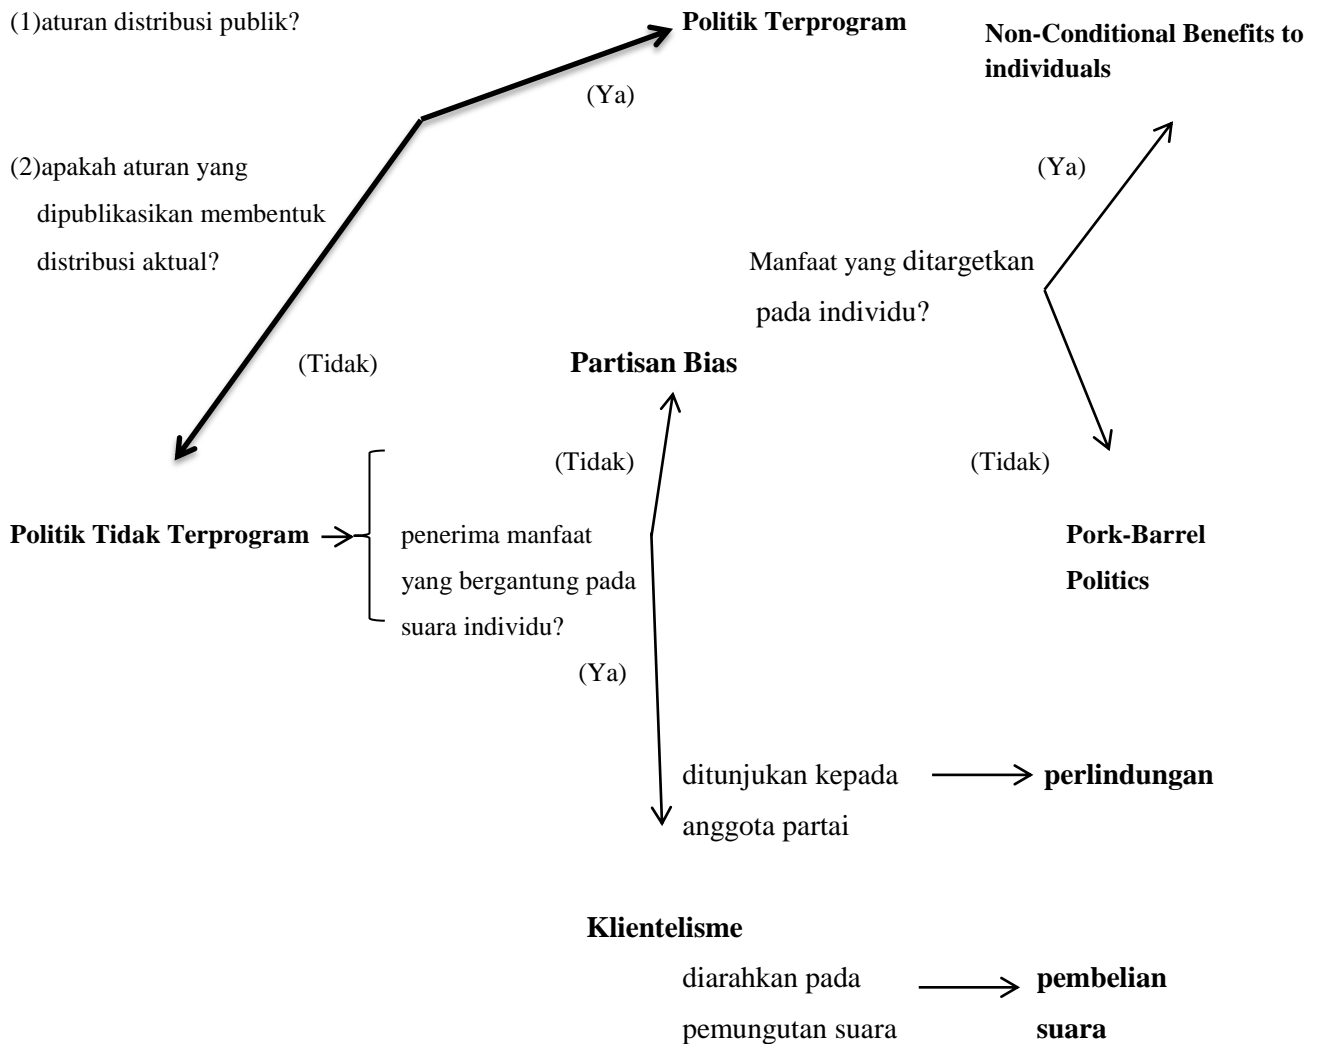 (1)aturan distribusi publik?
Politik Terprogram
Non-Conditional Benefits to
individuals
(Ya)
(2)apakah aturan yang
dipublikasikan membentuk
distribusi aktual?
(Ya)
Manfaat yang ditargetkan
pada individu?
(Tidak)
Partisan Bias
(Tidak)
(Tidak)
Politik Tidak Terprogram
penerima manfaat
yang bergantung pada
suara individu?
Pork-Barrel
Politics
(Ya)
ditunjukan kepada
anggota partai
perlindungan
Klientelisme
diarahkan pada
pemungutan suara
pembelian
suara